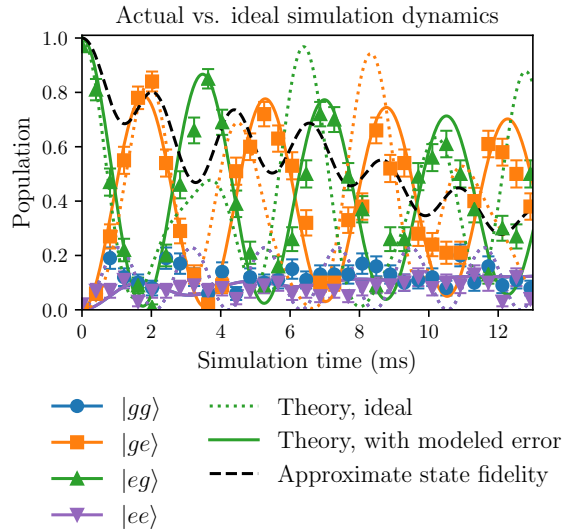 Actual vs. ideal simulation dynamics
1.0
0.8
0.6
0.4
0.2
0.0
Population
0 2 4 6 8 10 12
Simulation time (ms)
|gg⟩
|ge⟩
|eg⟩
|ee⟩
Theory, ideal
Theory, with modeled error
Approximate state fidelity